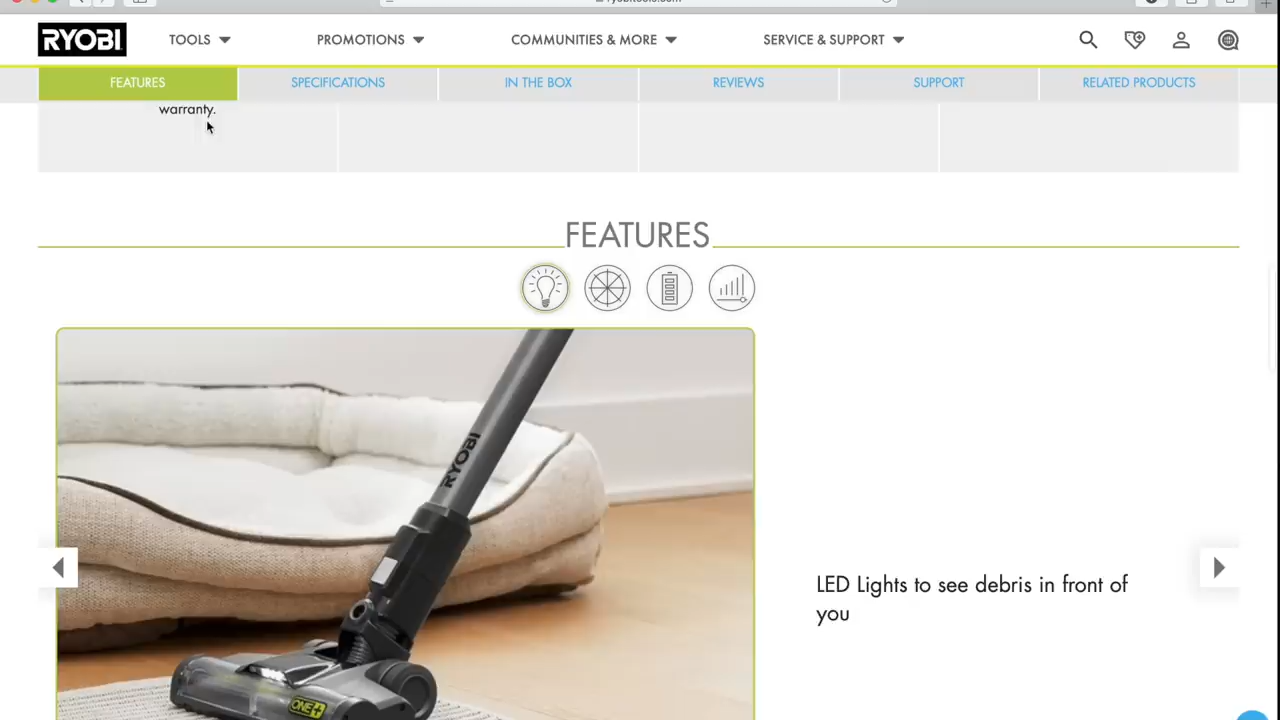 RYOBI TOOLS PROMOTIONS COMMUNITIES & MORE SERVICE & SUPPORT
FEATURES SPECIFICATIONS IN THE BOX REVIEWS SUPPORT RELATED PRODUCTS
warranty.
FEATURES
RYOBI
LED Lights to see debris in front of
you
ONE+